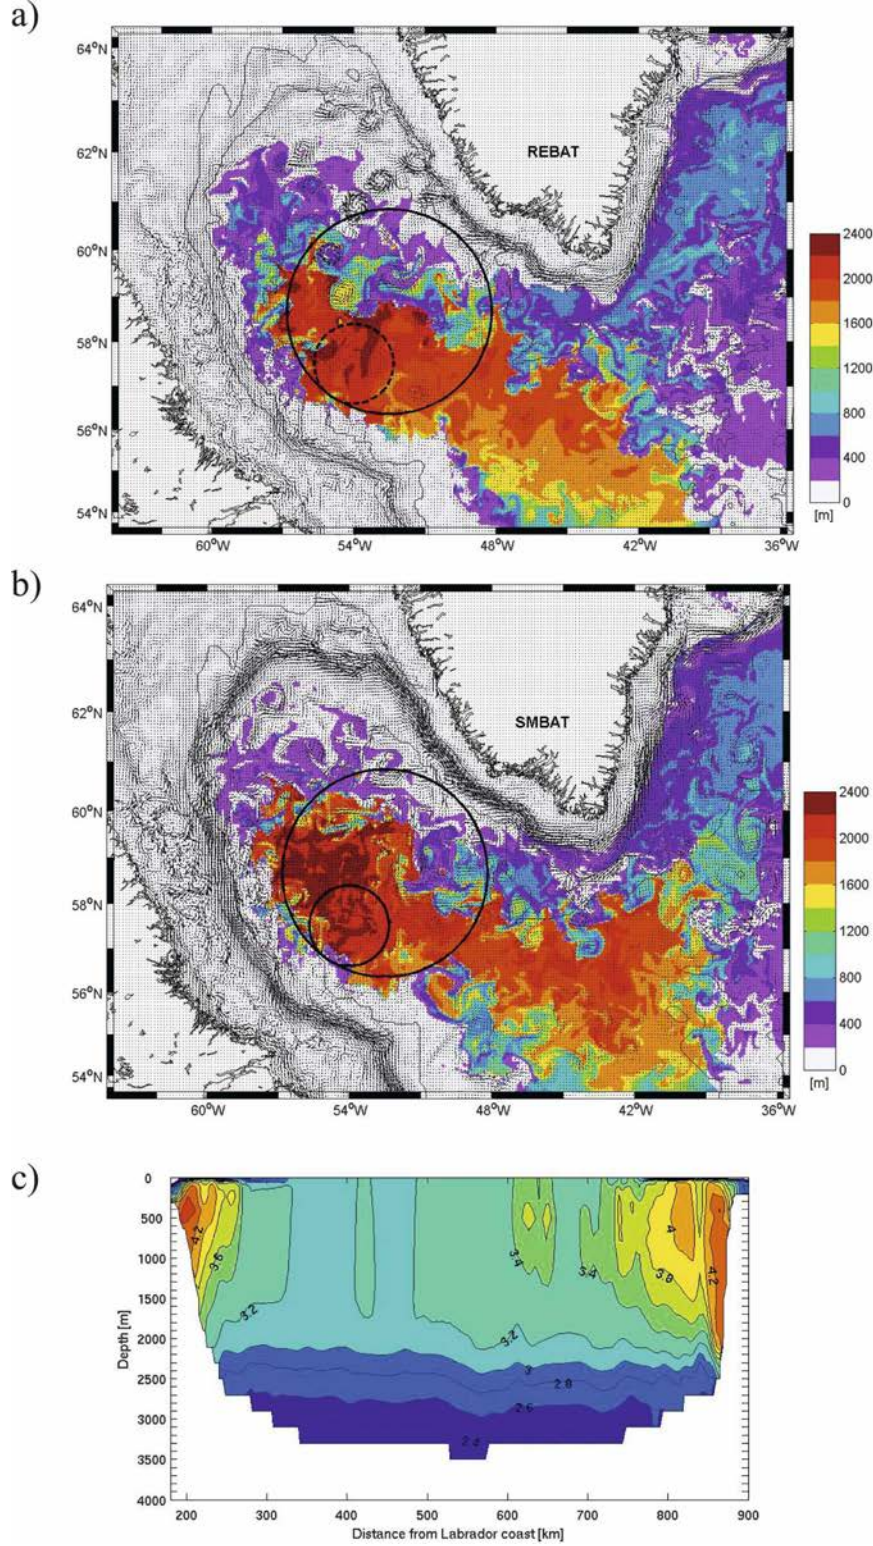 a)
64°N
62°N
60°N
58°N
56°N
54°N
REBAT
2400
2000
1600
1200
800
400
0
[m]
60°W 54°W 48°W 42°W 36°W
b)
64°N
62°N
60°N
58°N
56°N
54°N
SMBAT
2400
2000
1600
1200
800
400
0
[m]
60°W 54°W 48°W 42°W 36°W
c)
0
500
1000
1500
2000
2500
3000
3500
4000
Depth [m]
4.2
3.6
3.2
3.4
3.4
3.2
4
3.8
4.2
3
2.8
2.6
2.4
200 300 400 500 600 700 800 900
Distance from Labrador coast [km]